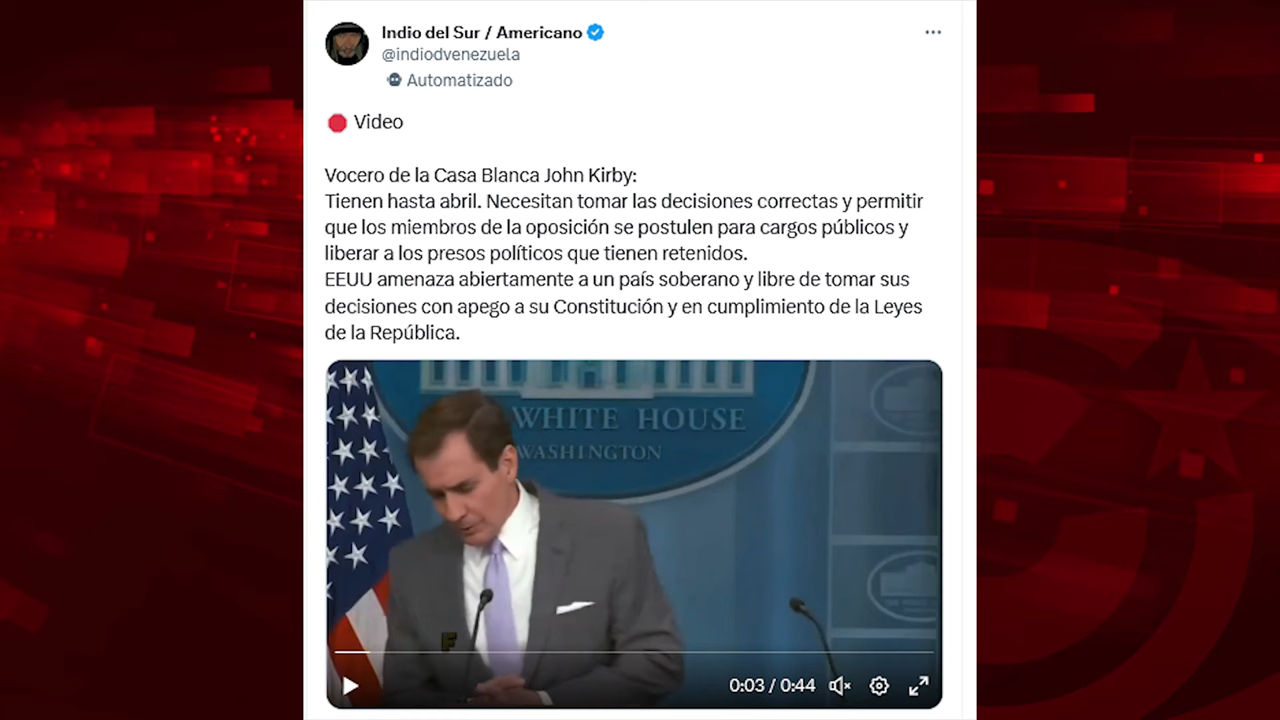 Indio del Sur / Americano
@indiodvenezuela
Automatizado
Video
Vocero de la Casa Blanca John Kirby:
Tienen hasta abril. Necesitan tomar las decisiones correctas y permitir
que los miembros de la oposición se postulen para cargos públicos y
liberar a los presos políticos que tienen retenidos.
EEUU amenaza abiertamente a un país soberano y libre de tomar sus
decisiones con apego a su Constitución y en cumplimiento de la Leyes
de la República.
WHITE HOUSE
WASHINGTON
F
0:03 / 0:44